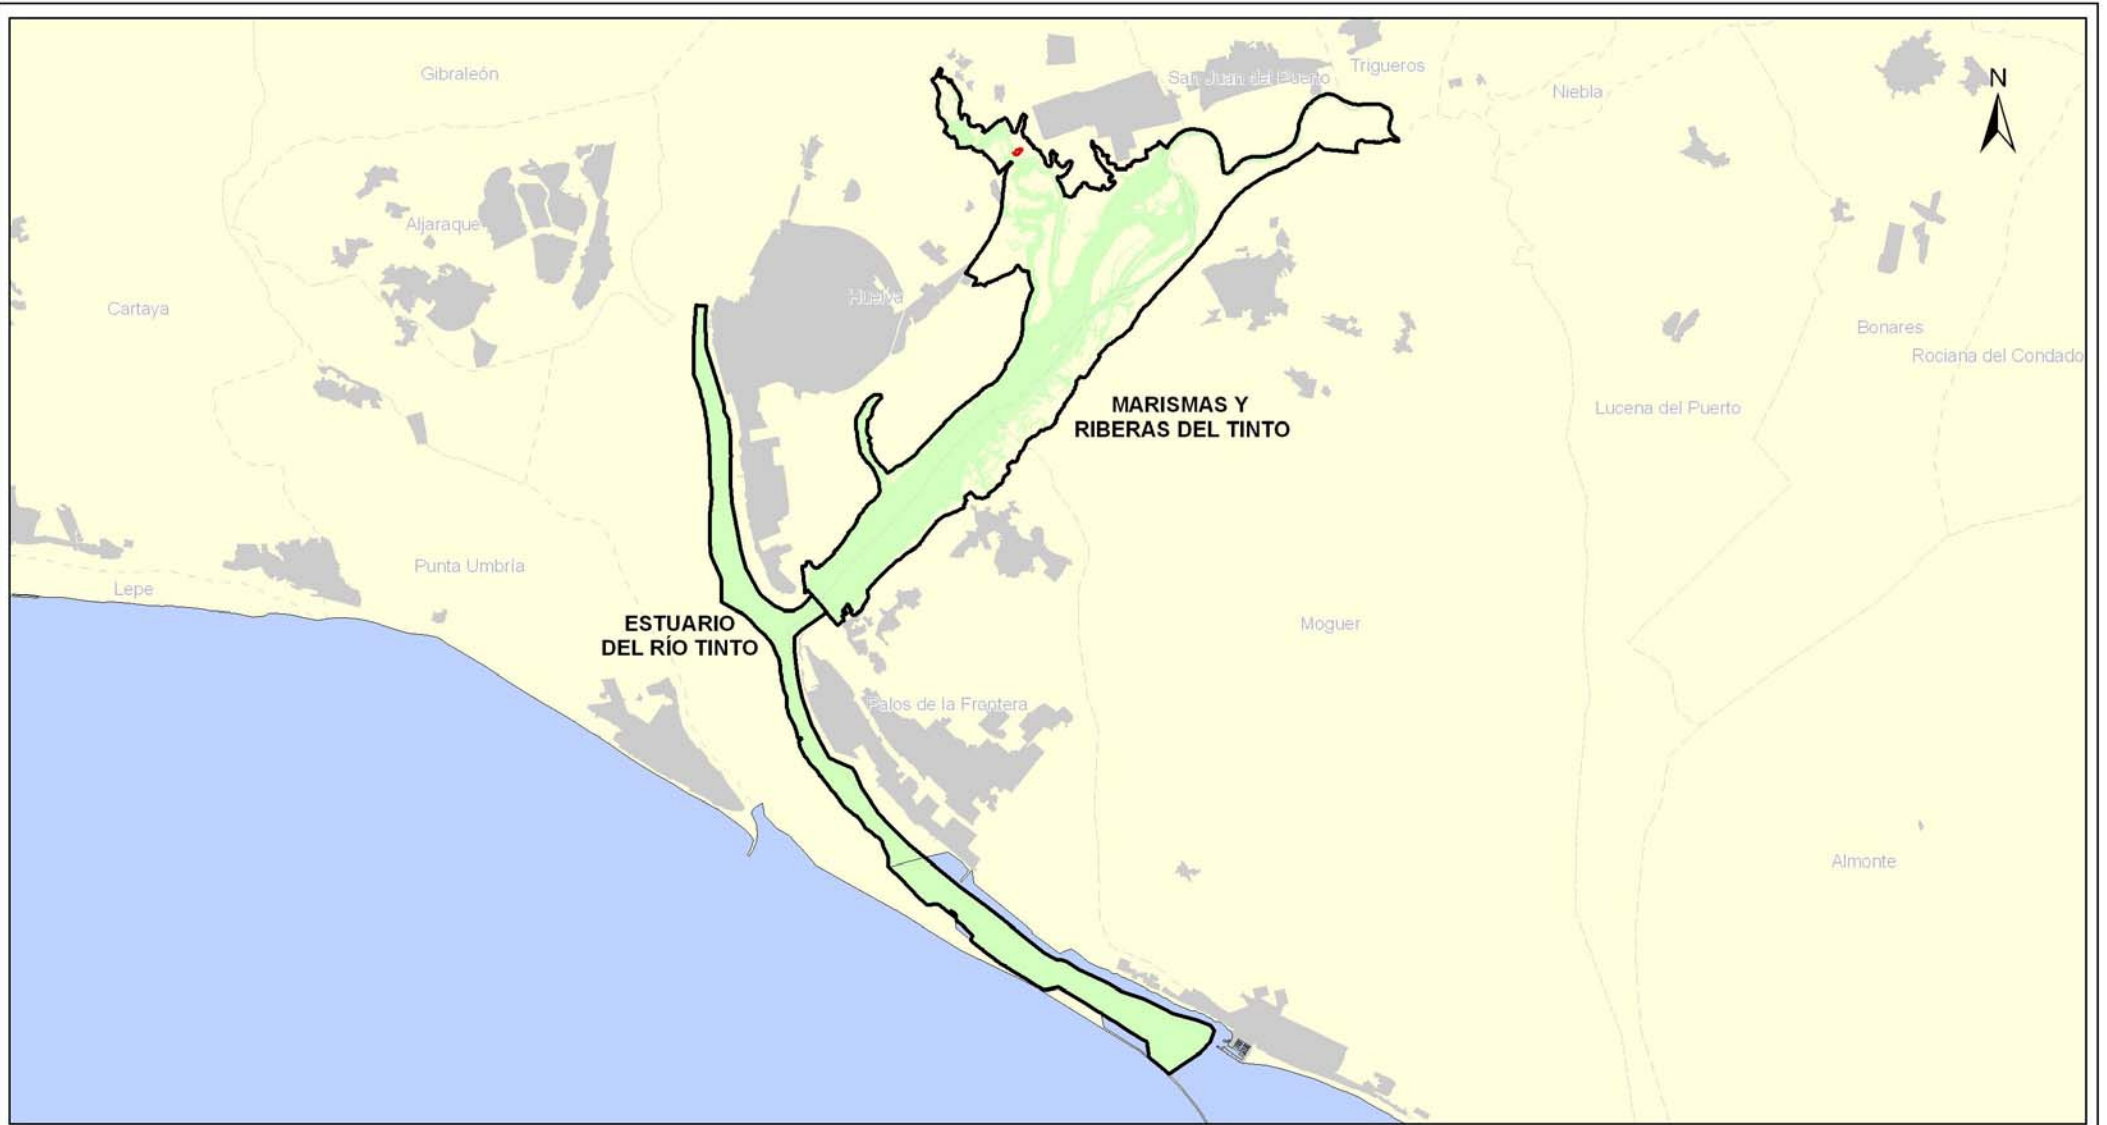 Gibraleón
San Juan del Puerto
Trigueros
Niebla
N
Aljaraque
Cartaya
Huelva
Bonares
Rociana del Condado
MARISMAS Y
RIBERAS DEL TINTO
Lucena del Puerto
Punta Umbría
Lepe
ESTUARIO
DEL RÍO TINTO
Moguer
Palos de la Frontera
Almonte